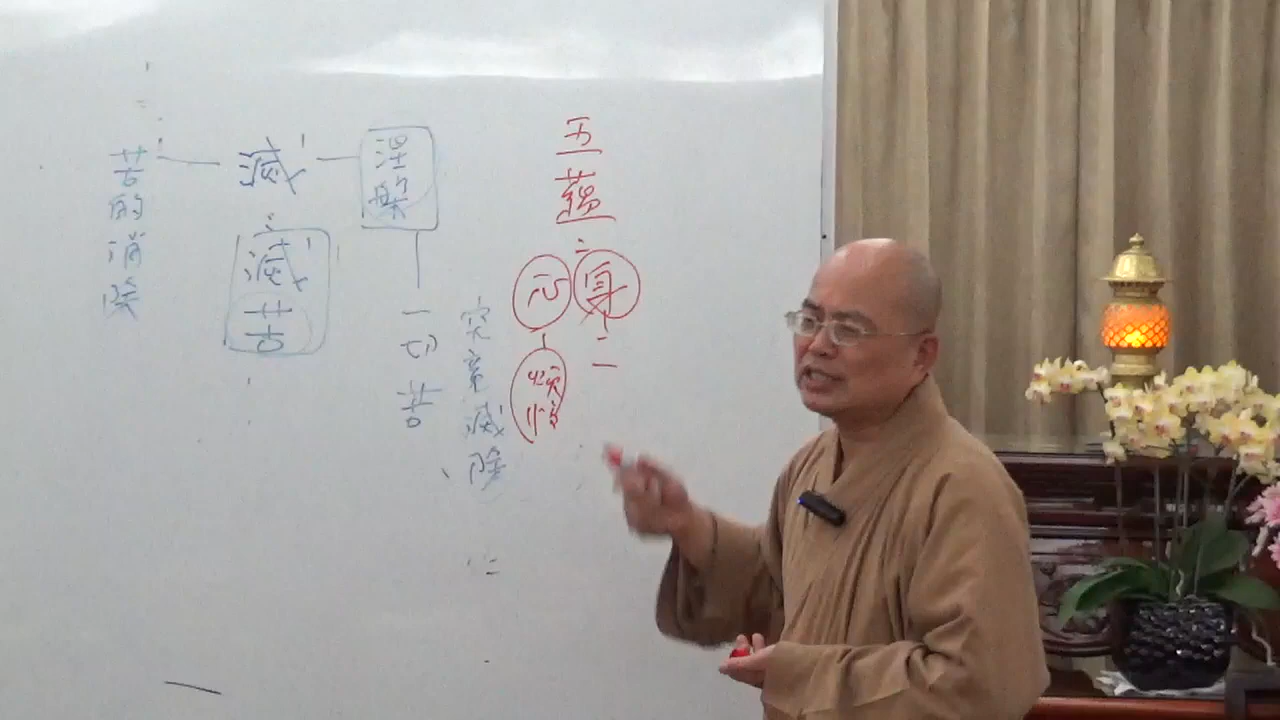 五蘊
身
心
煩惱
二
究竟滅除
一切苦
涅槃
滅
滅苦
苦的消除